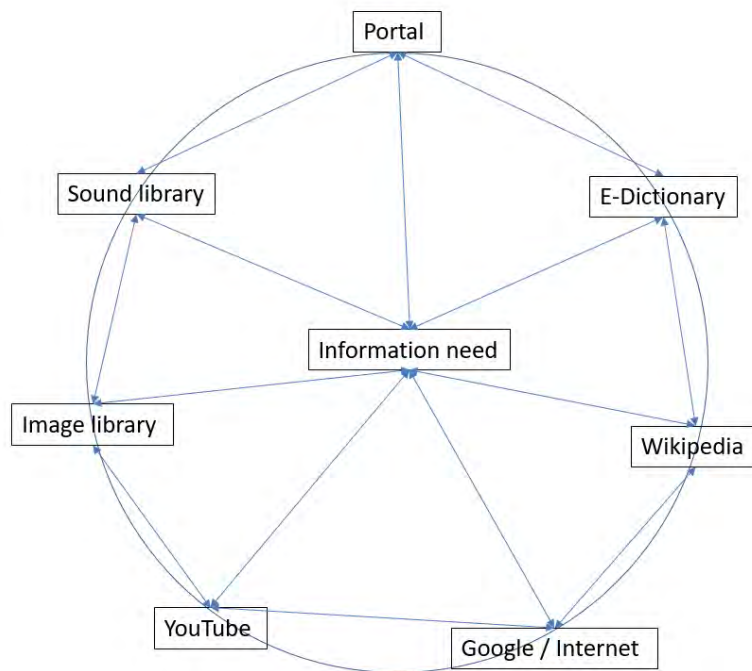 Portal
Sound library
E-Dictionary
Information need
Image library
Wikipedia
YouTube
Google / Internet